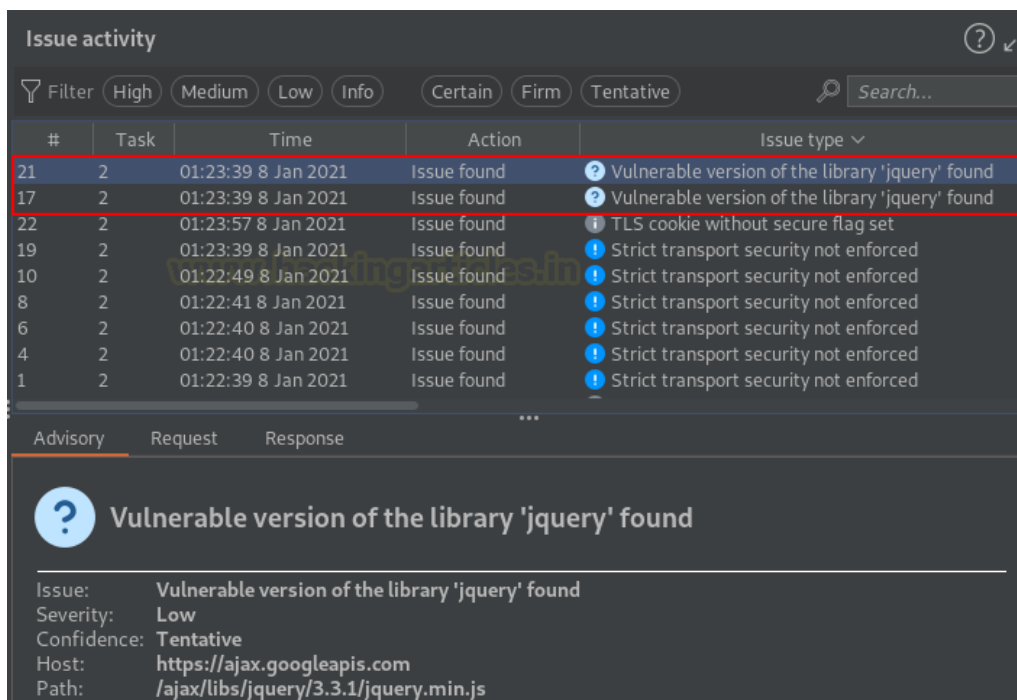 Issue activity
Filter High Medium Low Info Certain Firm Tentative Search...
# Task Time Action Issue type
21 2 01:23:39 8 Jan 2021 Issue found Vulnerable version of the library 'jquery' found
17 2 01:23:39 8 Jan 2021 Issue found Vulnerable version of the library 'jquery' found
22 2 01:23:57 8 Jan 2021 Issue found TLS cookie without secure flag set
19 2 01:23:39 8 Jan 2021 Issue found Strict transport security not enforced
www.hackingarticles.in
10 2 01:22:49 8 Jan 2021 Issue found Strict transport security not enforced
8 2 01:22:41 8 Jan 2021 Issue found Strict transport security not enforced
6 2 01:22:40 8 Jan 2021 Issue found Strict transport security not enforced
4 2 01:22:40 8 Jan 2021 Issue found Strict transport security not enforced
1 2 01:22:39 8 Jan 2021 Issue found Strict transport security not enforced
Advisory Request Response
Vulnerable version of the library 'jquery' found
Issue: Vulnerable version of the library 'jquery' found
Severity: Low
Confidence: Tentative
Host: https://ajax.googleapis.com
Path: /ajax/libs/jquery/3.3.1/jquery.min.js